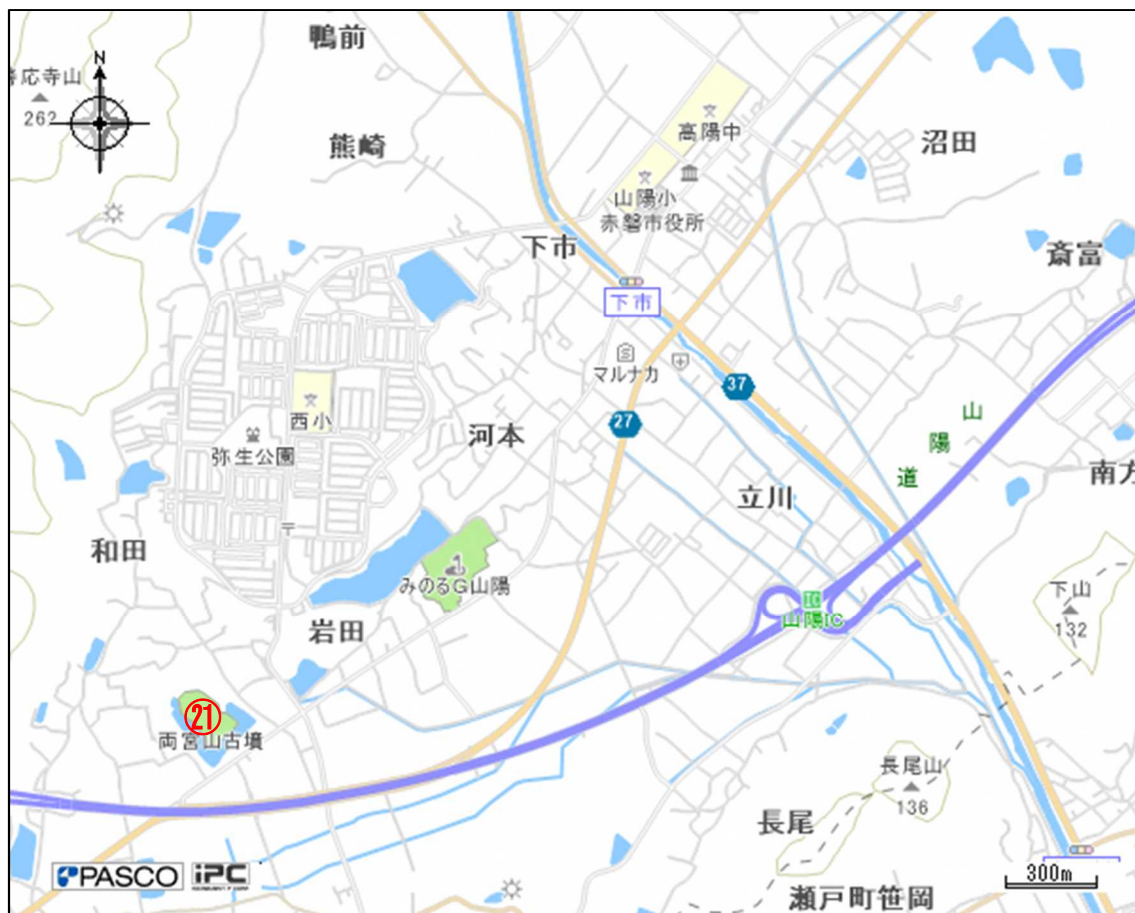 鴨前
応寺山
262
N
熊崎
高陽中
沼田
山陽小
赤磐市役所
下市
斎富
下市
マルナカ
37
27
山
陽
道
西小
弥生公園
河本
南方
立川
和田
みのるG山陽
下山
132
IC
山陽IC
岩田
21
両宮山古墳
長尾山
136
長尾
PASCO
iPC
300m
瀬戸町笹岡